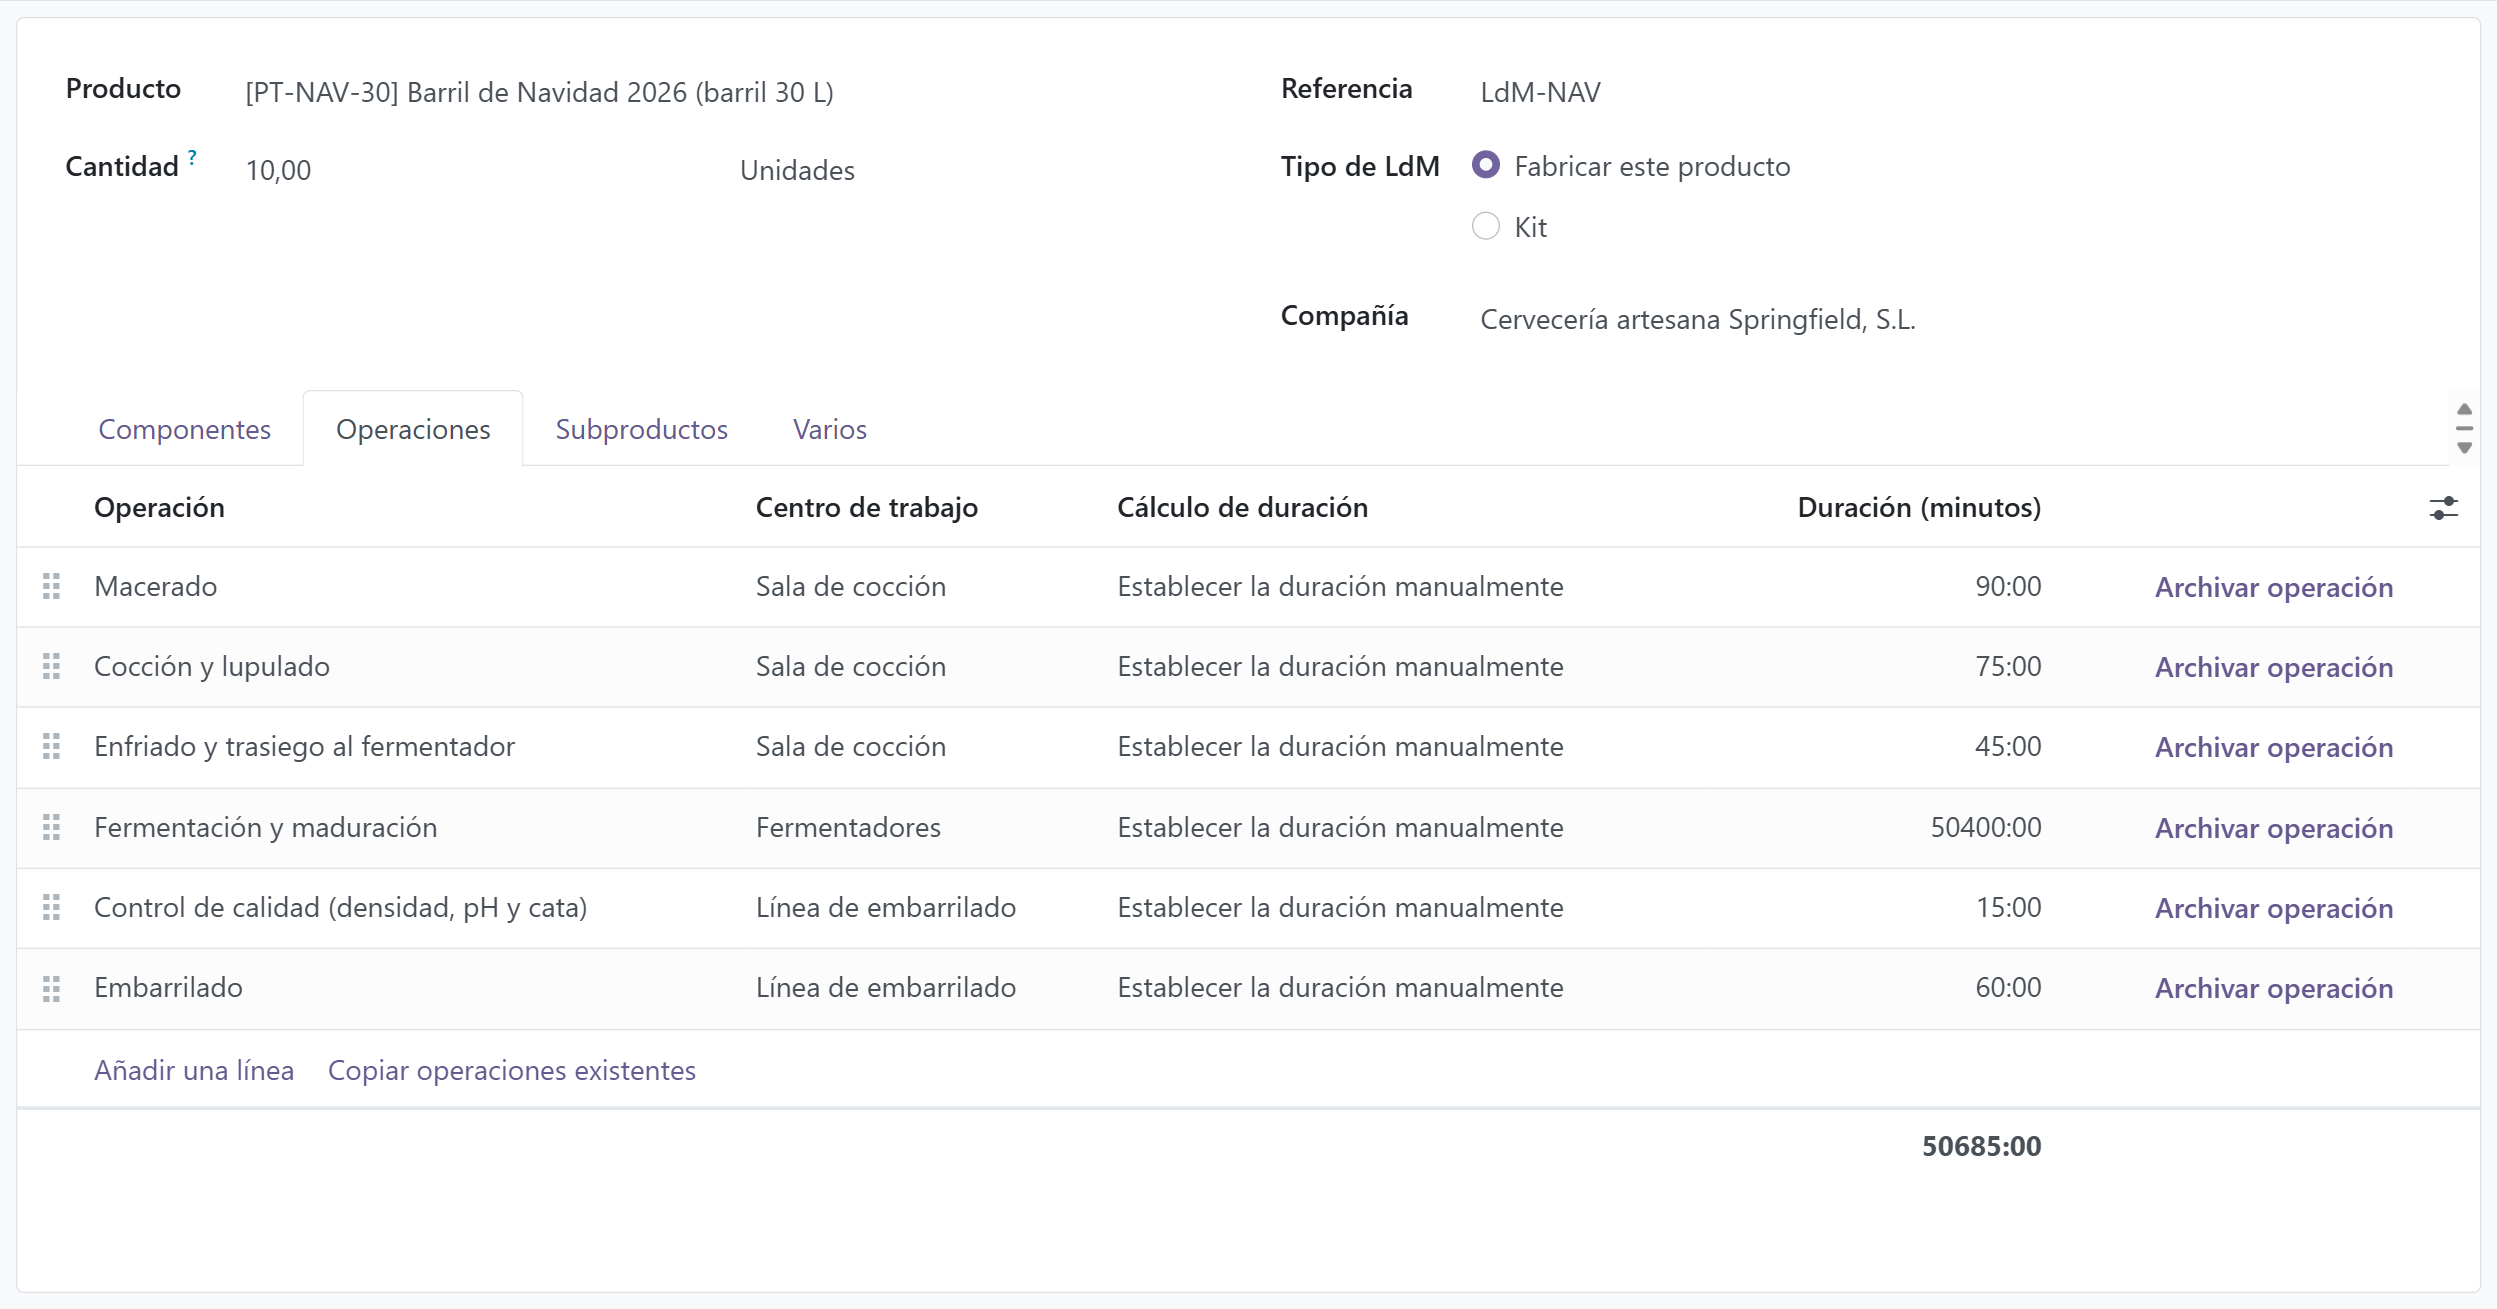 Producto [PT-NAV-30] Barril de Navidad 2026 (barril 30 L) Referencia LdM-NAV
Cantidad ? 10,00 Unidades Tipo de LdM Fabricar este producto
Kit
Compañía Cervecería artesana Springfield, S.L.
Componentes Operaciones Subproductos Varios
Operación Centro de trabajo Cálculo de duración Duración (minutos)
Macerado Sala de cocción Establecer la duración manualmente 90:00 Archivar operación
Cocción y lupulado Sala de cocción Establecer la duración manualmente 75:00 Archivar operación
Enfriado y trasiego al fermentador Sala de cocción Establecer la duración manualmente 45:00 Archivar operación
Fermentación y maduración Fermentadores Establecer la duración manualmente 50400:00 Archivar operación
Control de calidad (densidad, pH y cata) Línea de embarrilado Establecer la duración manualmente 15:00 Archivar operación
Embarrilado Línea de embarrilado Establecer la duración manualmente 60:00 Archivar operación
Añadir una línea Copiar operaciones existentes
50685:00